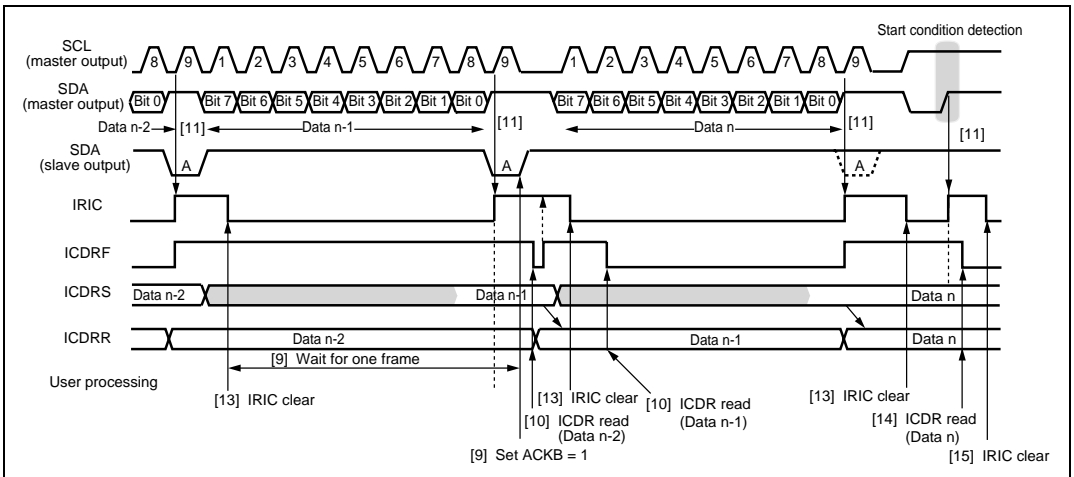 Start condition detection
SCL
(master output)
8 9 1 2 3 4 5 6 7 8 9 1 2 3 4 5 6 7 8 9
SDA
(master output)
Bit 0 Bit 7 Bit 6 Bit 5 Bit 4 Bit 3 Bit 2 Bit 1 Bit 0 Bit 7 Bit 6 Bit 5 Bit 4 Bit 3 Bit 2 Bit 1 Bit 0
Data n-2 [11] Data n-1 [11] Data n [11] [11]
SDA
(slave output)
A A A
IRIC
ICDRF
ICDRS
Data n-2 Data n-1 Data n
ICDRR
Data n-2 Data n-1 Data n
[9] Wait for one frame
User processing
[13] IRIC clear
[13] IRIC clear
[10] ICDR read
(Data n-2)
[10] ICDR read
(Data n-1)
[13] IRIC clear
[14] ICDR read
(Data n)
[9] Set ACKB = 1
[15] IRIC clear